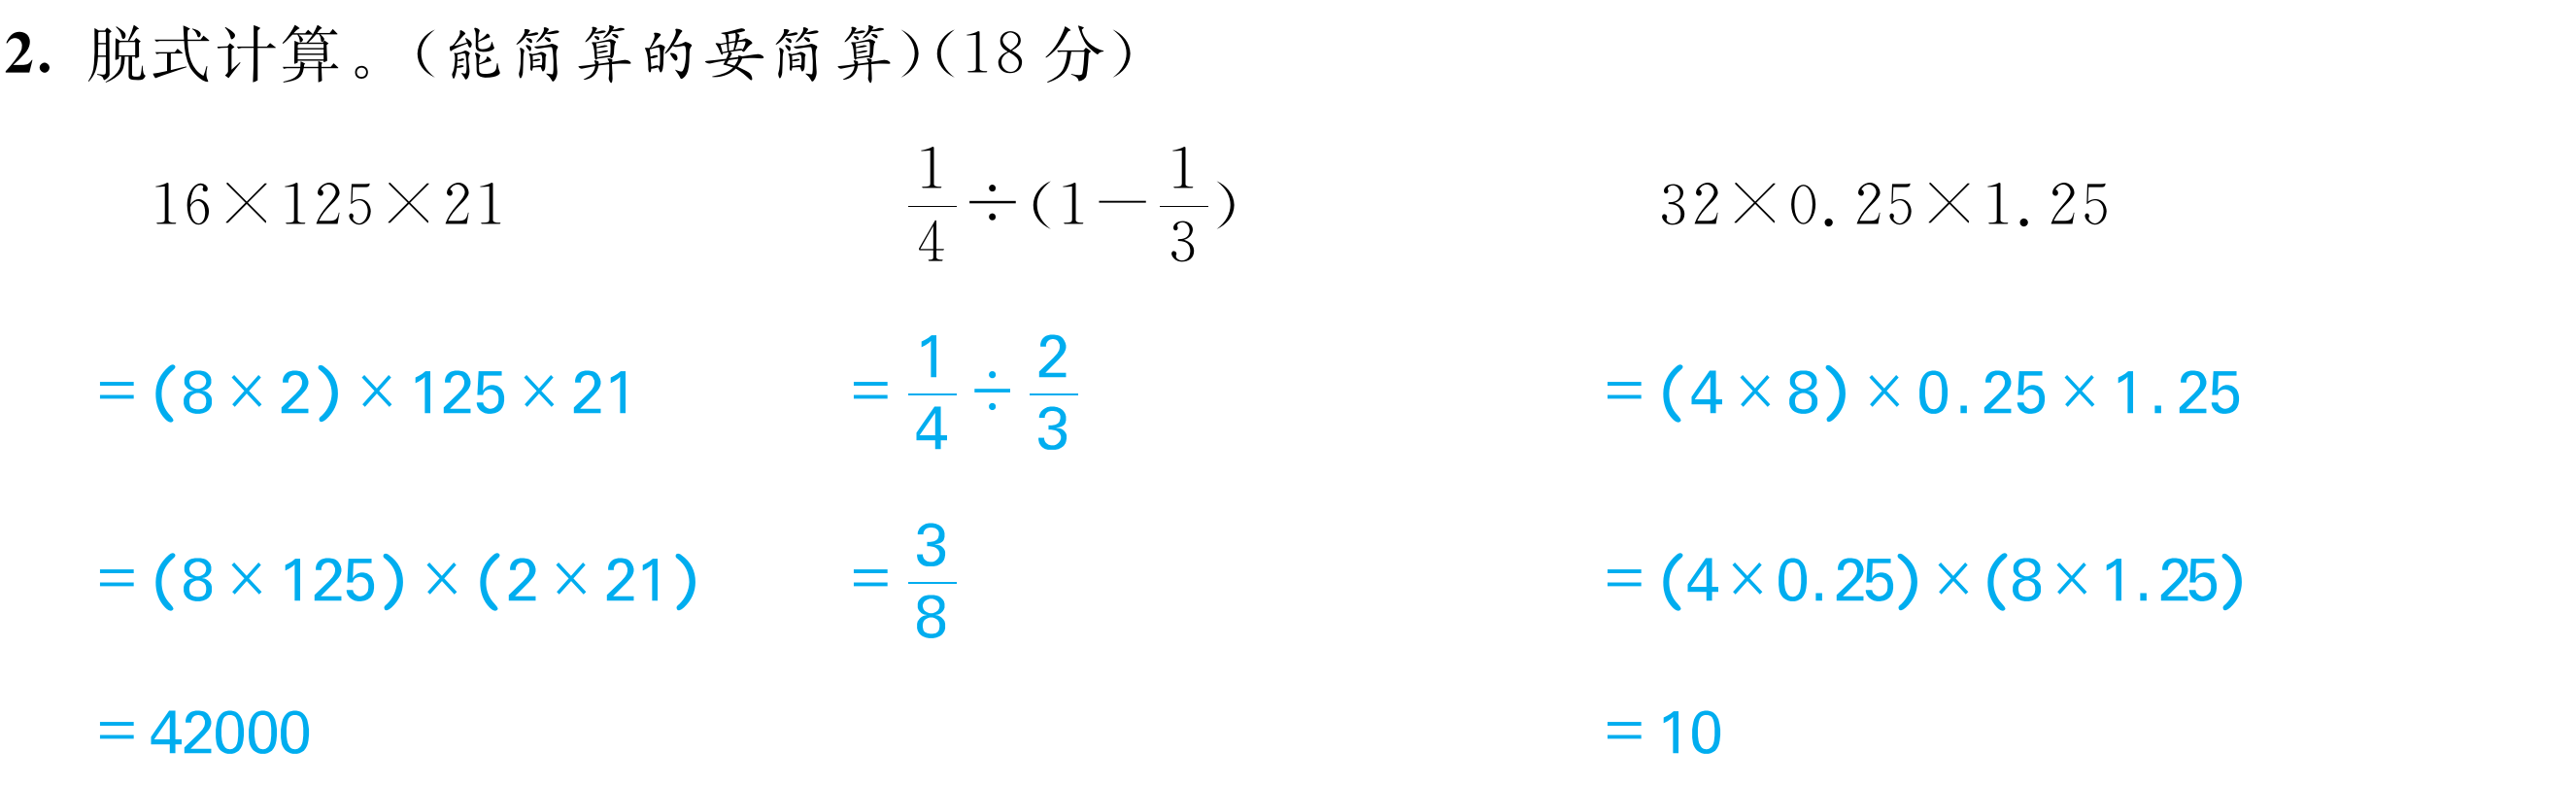 2. 脱式计算。(能简算的要简算)(18 分)
16×125×21    1/4÷(1-1/3)    32×0.25×1.25
=(8×2)×125×21    =1/4÷2/3    =(4×8)×0.25×1.25
=(8×125)×(2×21)    =3/8    =(4×0.25)×(8×1.25)
=42000    =10